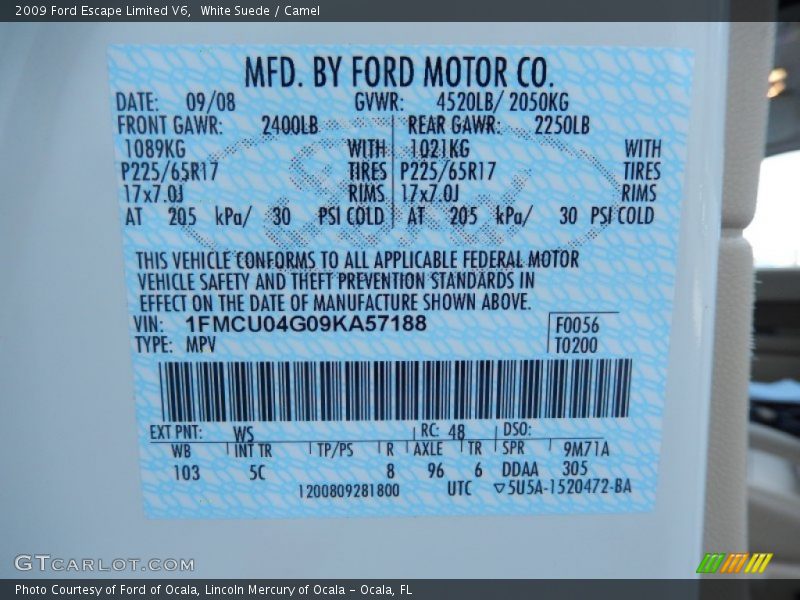 2009 Ford Escape Limited V6,  White Suede / Camel
MFD. BY FORD MOTOR CO.
DATE: 09/08 GVWR: 4520LB/ 2050KG
FRONT GAWR: 2400LB REAR GAWR: 2250LB
1089KG WITH 1021KG WITH
P225/65R17 TIRES P225/65R17 TIRES
17x7.0J RIMS 17x7.0J RIMS
AT 205 kPa/ 30 PSI COLD AT 205 kPa/ 30 PSI COLD
THIS VEHICLE CONFORMS TO ALL APPLICABLE FEDERAL MOTOR
VEHICLE SAFETY AND THEFT PREVENTION STANDARDS IN
EFFECT ON THE DATE OF MANUFACTURE SHOWN ABOVE.
VIN: 1FMCU04G09KA57188 F0056
TYPE: MPV T0200
EXT PNT: WS RC: 48 DSO:
WB INT TR TP/PS R AXLE TR SPR 9M71A
103 5C 8 96 6 DDAA 305
1200809281800 UTC ▽5U5A-1520472-BA
GTCARLOT.COM
Photo Courtesy of Ford of Ocala, Lincoln Mercury of Ocala - Ocala, FL